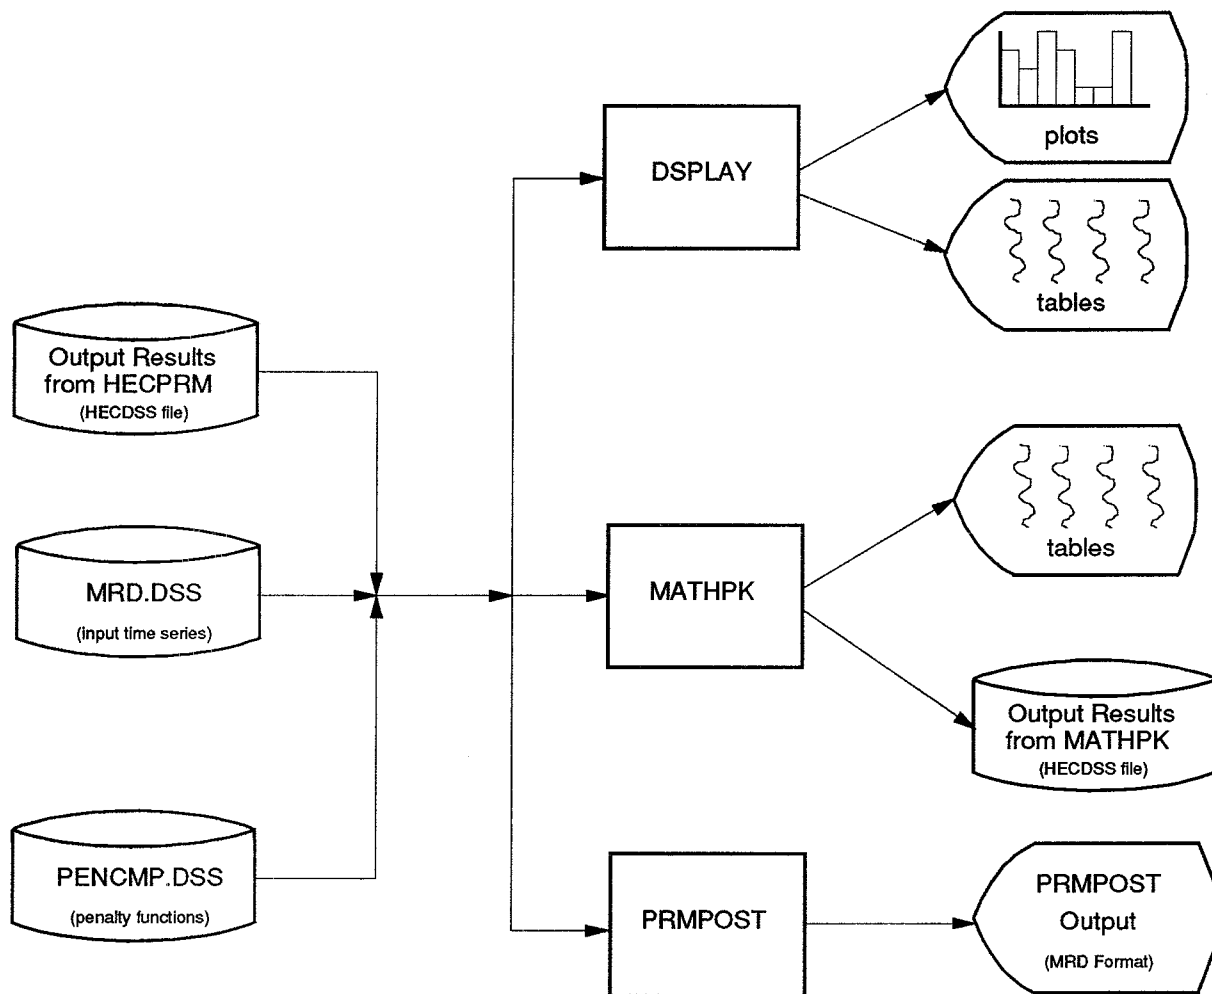 plots
DSPLAY
tables
Output Results
from HECPRM
(HECDSS file)
tables
MRD.DSS
(input time series)
MATHPK
Output Results
from MATHPK
(HECDSS file)
PENCMP.DSS
(penalty functions)
PRMPOST
PRMPOST
Output
(MRD Format)